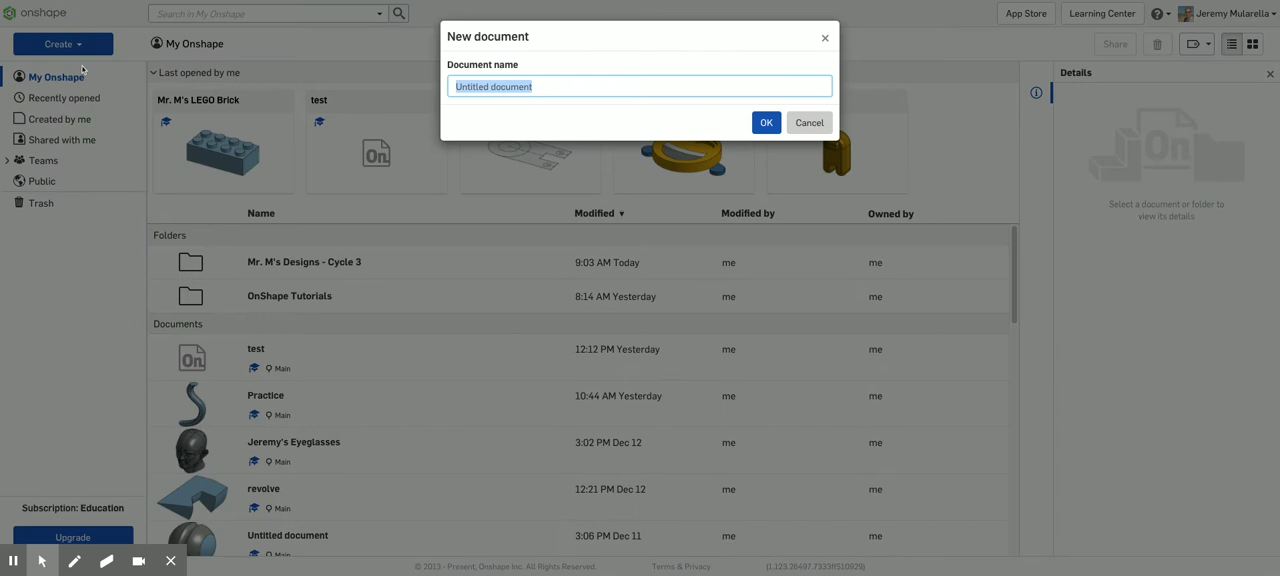 onshape
Search in My Onshape
App Store
Learning Center
Jeremy Mularella
Create
My Onshape
Share
New document
Document name
Untitled document
OK
Cancel
My Onshape
Recently opened
Created by me
Shared with me
Teams
Public
Trash
Last opened by me
Mr. M's LEGO Brick
test
On
Details
On
Select a document or folder to
view its details
Name
Modified
Modified by
Owned by
Folders
Mr. M's Designs - Cycle 3
9:03 AM Today
me
me
OnShape Tutorials
8:14 AM Yesterday
me
me
Documents
On
test
12:12 PM Yesterday
me
me
Main
Practice
10:44 AM Yesterday
me
me
Main
Jeremy's Eyeglasses
3:02 PM Dec 12
me
me
Main
revolve
12:21 PM Dec 12
me
me
Main
Untitled document
3:06 PM Dec 11
me
me
Main
Subscription: Education
Upgrade
© 2013 - Present, Onshape Inc. All Rights Reserved.
Terms & Privacy